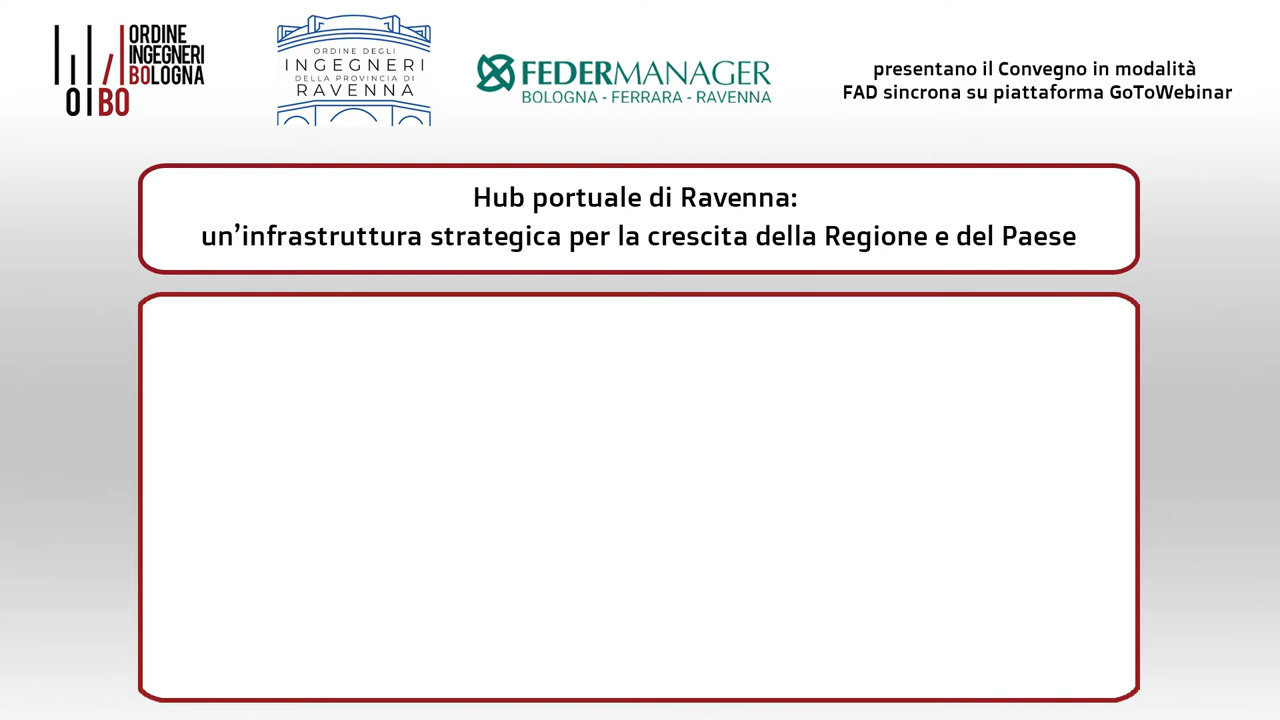 ORDINE
INGEGNERI
BOLOGNA
OIBO
ORDINE DEGLI
INGEGNERI
DELLA PROVINCIA DI
RAVENNA
FEDERMANAGER
BOLOGNA - FERRARA - RAVENNA
presentano il Convegno in modalità
FAD sincrona su piattaforma GoToWebinar
Hub portuale di Ravenna:
un’infrastruttura strategica per la crescita della Regione e del Paese